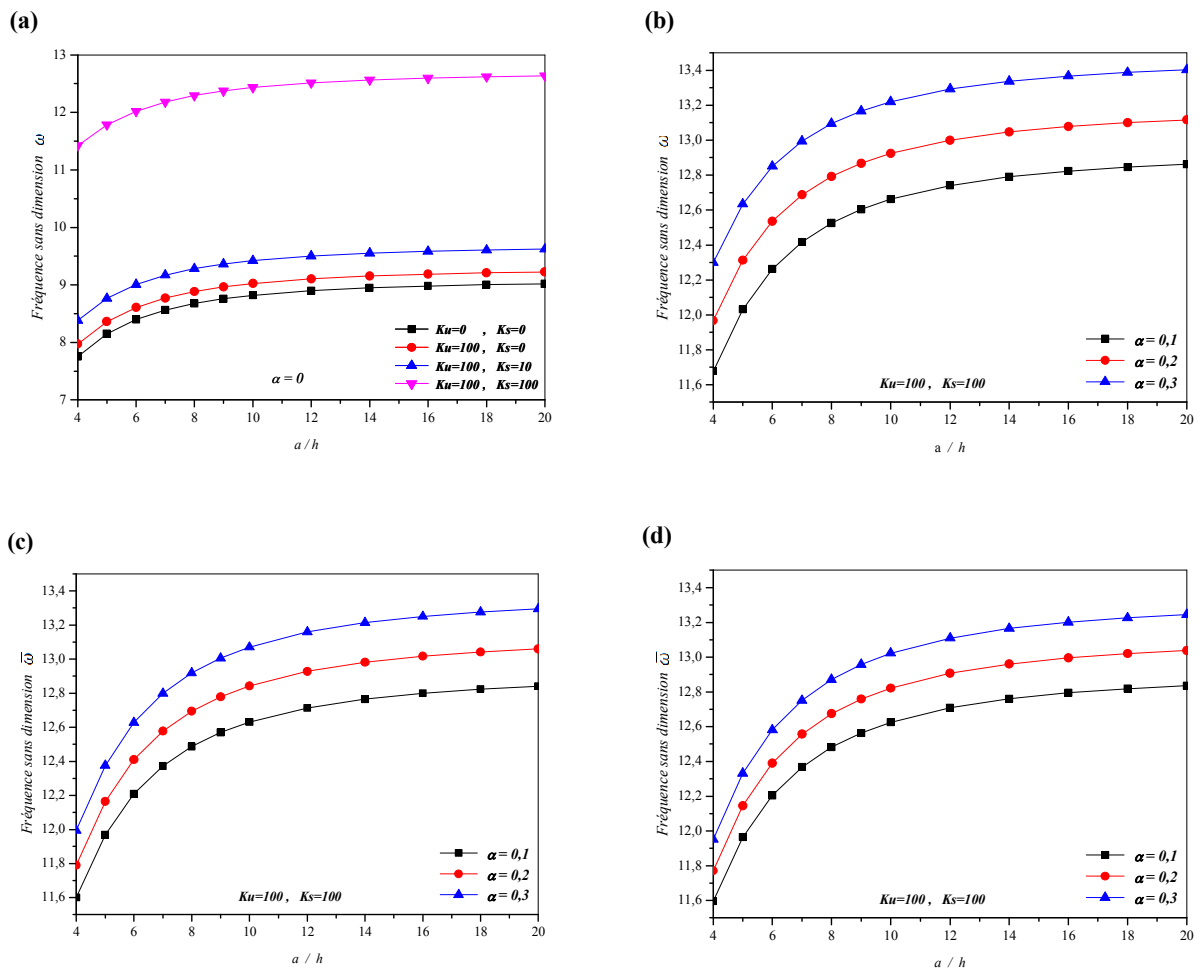 (a)
13
12
11
10
9
8
7
Fréquence sans dimension ω
Ku=0 , Ks=0
Ku=100 , Ks=0
Ku=100 , Ks=10
Ku=100 , Ks=100
α = 0
4 6 8 10 12 14 16 18 20
a / h
(b)
13,4
13,2
13,0
12,8
12,6
12,4
12,2
12,0
11,8
11,6
Fréquence sans dimension ω
α = 0,1
α = 0,2
α = 0,3
Ku=100 , Ks=100
4 6 8 10 12 14 16 18 20
a / h
(c)
13,4
13,2
13,0
12,8
12,6
12,4
12,2
12,0
11,8
11,6
Fréquence sans dimension ω̅
α = 0,1
α = 0,2
α = 0,3
Ku=100 , Ks=100
4 6 8 10 12 14 16 18 20
a / h
(d)
13,4
13,2
13,0
12,8
12,6
12,4
12,2
12,0
11,8
11,6
Fréquence sans dimension ω̅
α = 0,1
α = 0,2
α = 0,3
Ku=100 , Ks=100
4 6 8 10 12 14 16 18 20
a / h